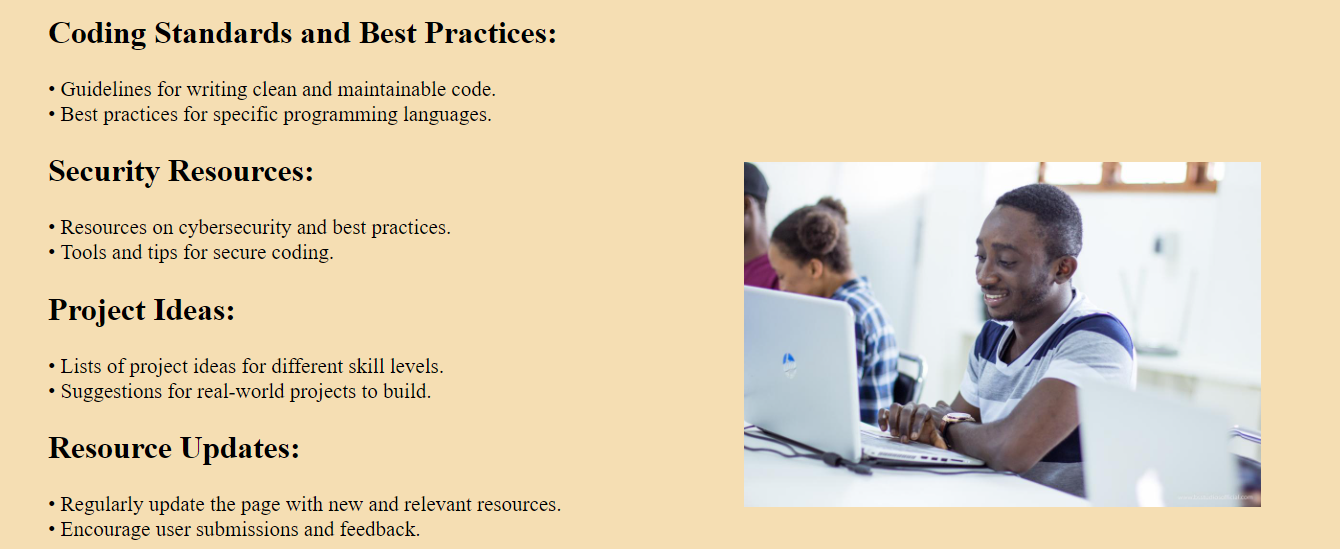 Coding Standards and Best Practices:
• Guidelines for writing clean and maintainable code.
• Best practices for specific programming languages.
Security Resources:
• Resources on cybersecurity and best practices.
• Tools and tips for secure coding.
Project Ideas:
• Lists of project ideas for different skill levels.
• Suggestions for real-world projects to build.
Resource Updates:
• Regularly update the page with new and relevant resources.
• Encourage user submissions and feedback.